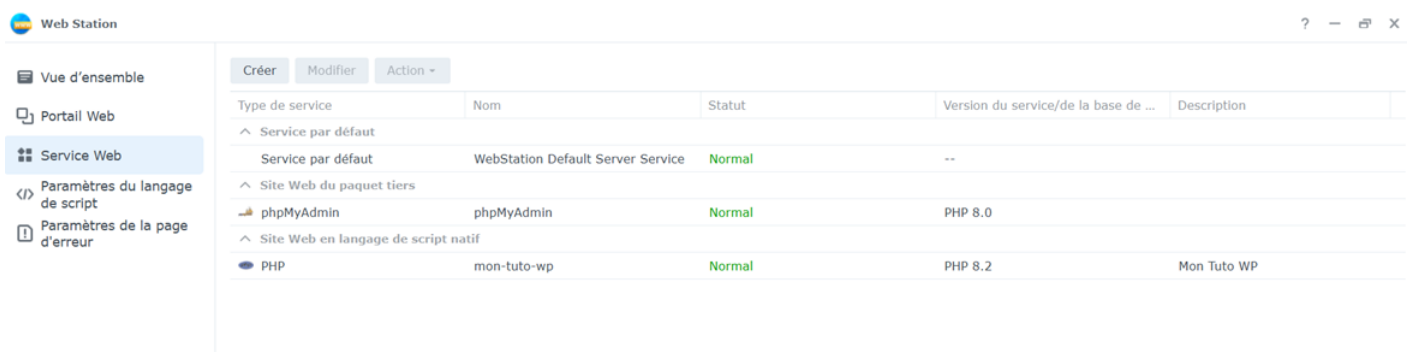 Web Station
Vue d'ensemble
Portail Web
Service Web
Paramètres du langage
de script
Paramètres de la page
d'erreur
Créer Modifier Action
Type de service Nom Statut Version du service/de la base de ... Description
Service par défaut
Service par défaut WebStation Default Server Service Normal --
Site Web du paquet tiers
phpMyAdmin phpMyAdmin Normal PHP 8.0
Site Web en langage de script natif
PHP mon-tuto-wp Normal PHP 8.2 Mon Tuto WP